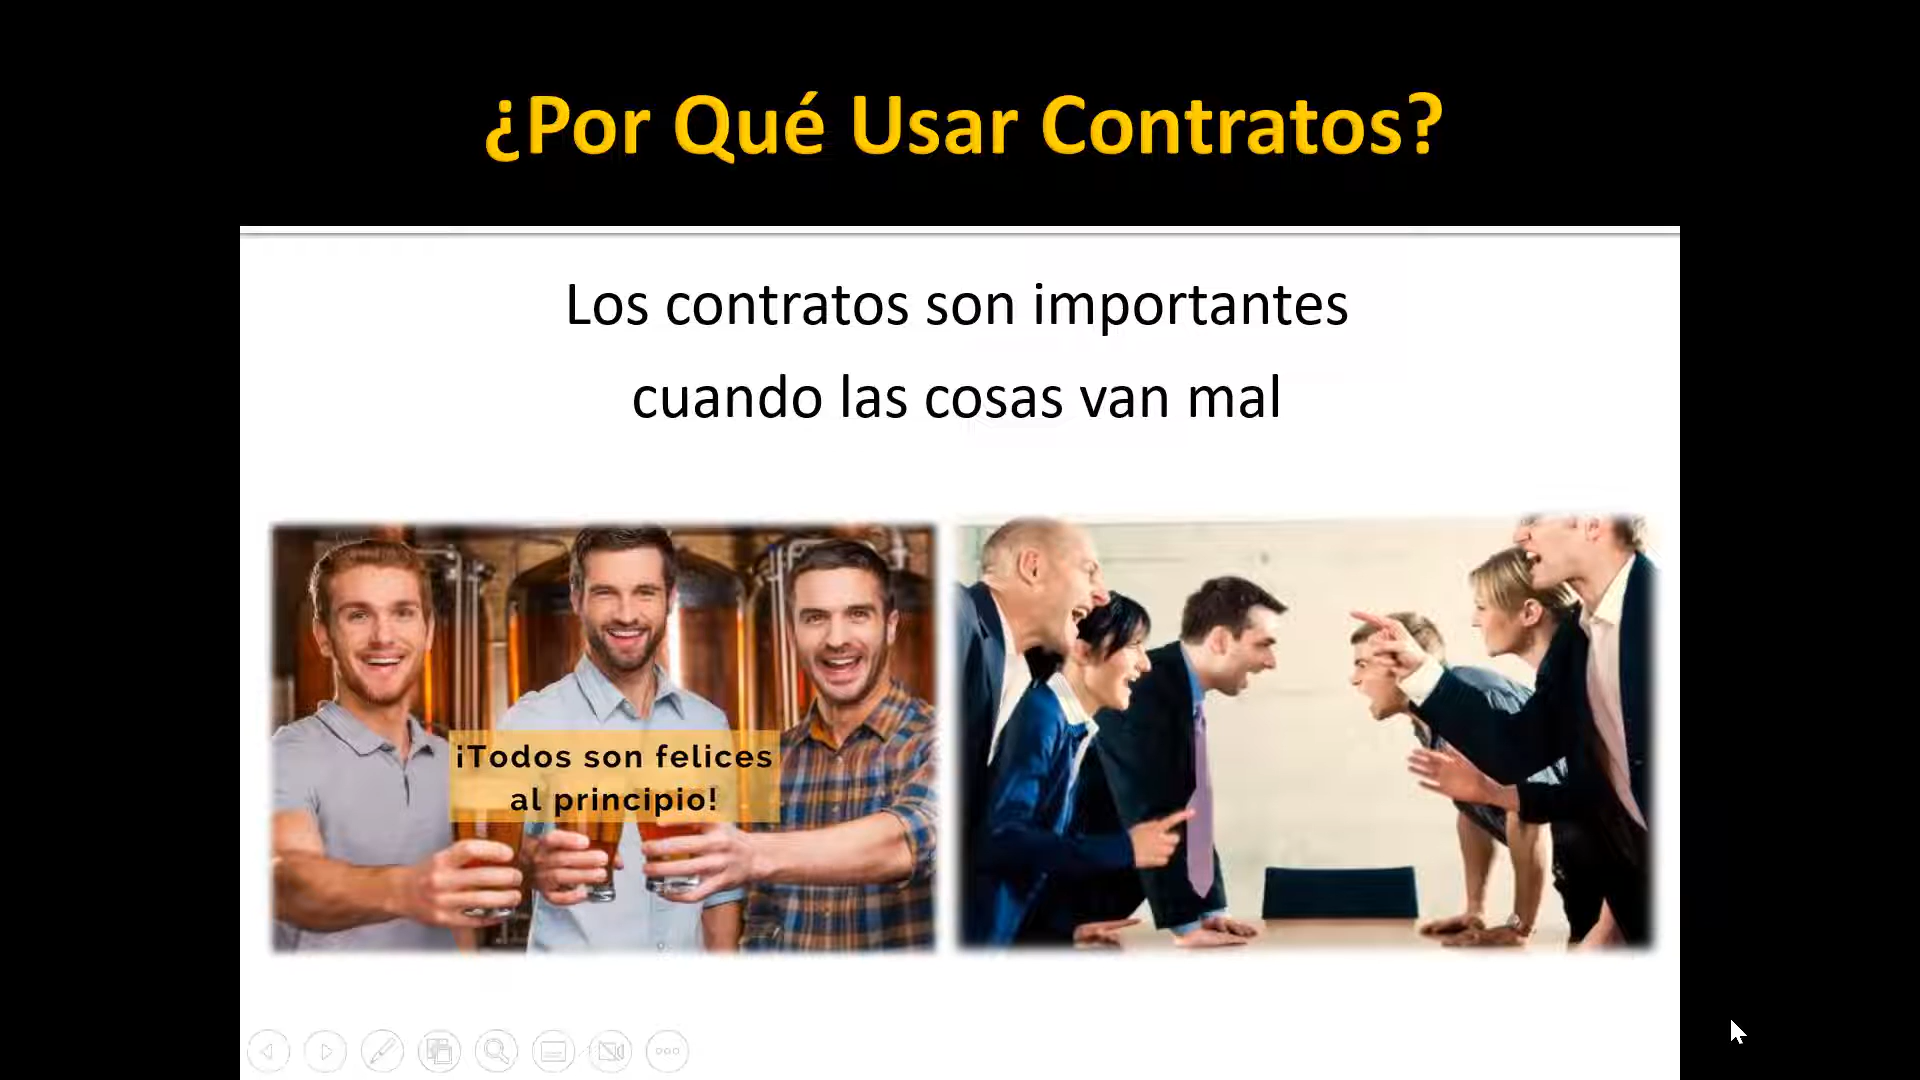 ¿Por Qué Usar Contratos?
Los contratos son importantes
cuando las cosas van mal
¡Todos son felices
al principio!